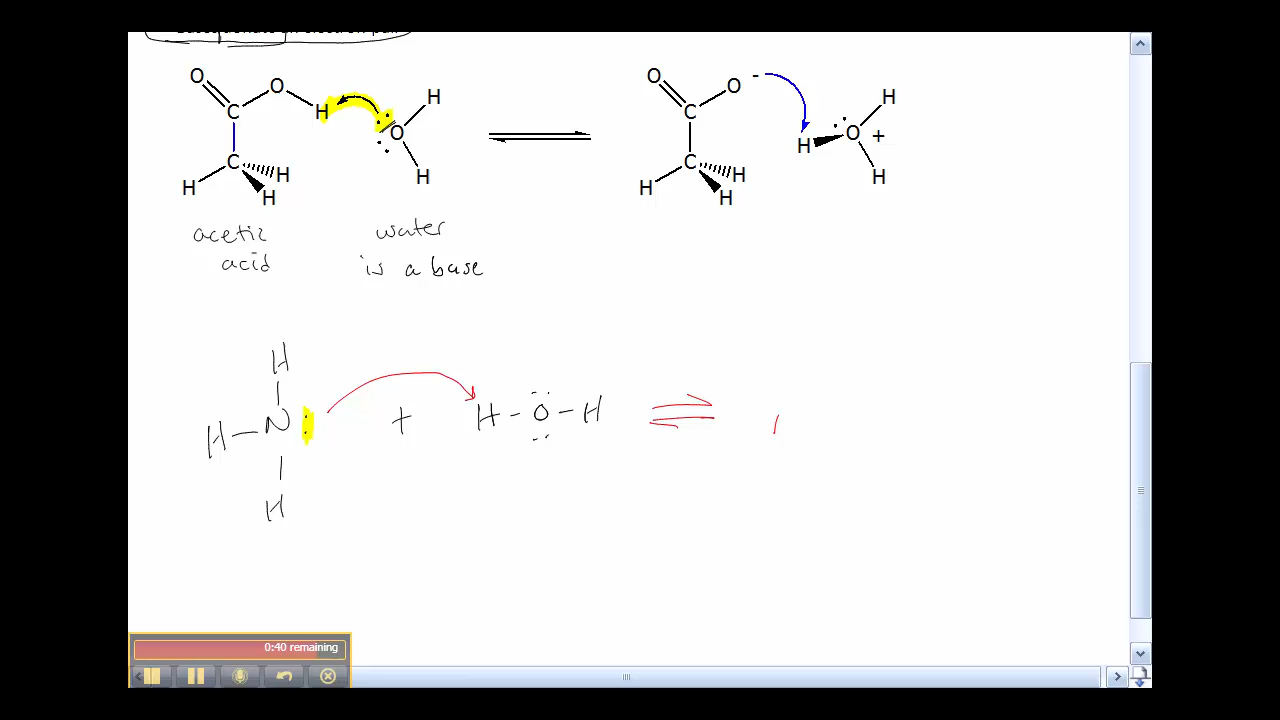 O O H H O H
C
C H
H H
O O - H
C H O +
C H
H H H
acetic water
acid is a base
H
H - N : + H - O - H
H
0:40 remaining